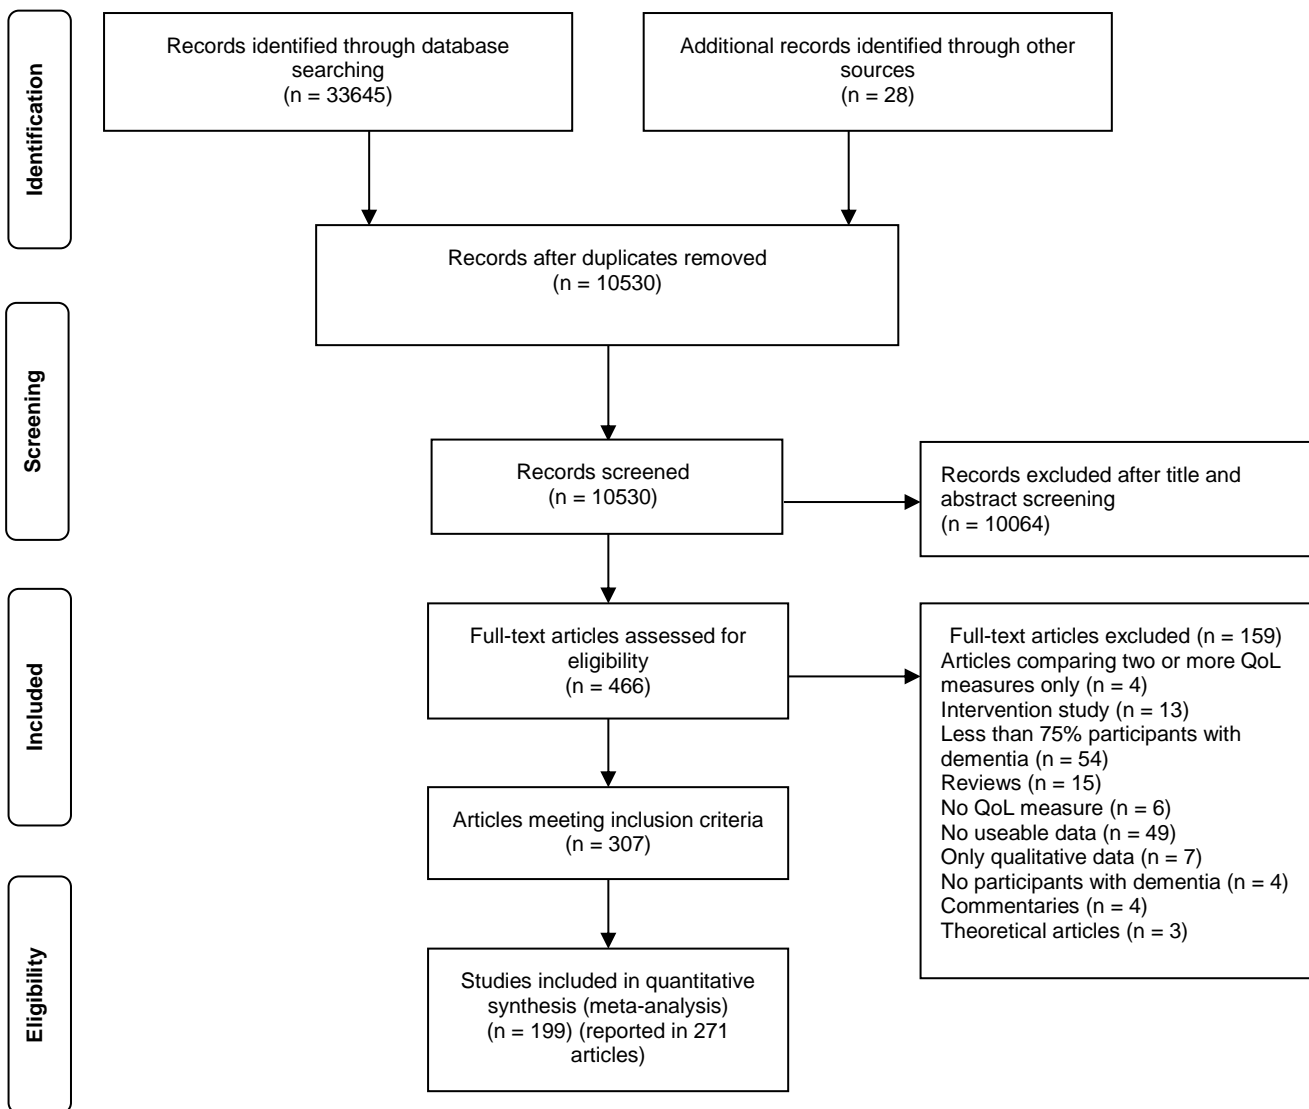 Identification
Records identified through database
searching
(n = 33645)
Additional records identified through other
sources
(n = 28)
Records after duplicates removed
(n = 10530)
Screening
Records screened
(n = 10530)
Records excluded after title and
abstract screening
(n = 10064)
Included
Full-text articles assessed for
eligibility
(n = 466)
Full-text articles excluded (n = 159)
Articles comparing two or more QoL
measures only (n = 4)
Intervention study (n = 13)
Less than 75% participants with
dementia (n = 54)
Reviews (n = 15)
No QoL measure (n = 6)
No useable data (n = 49)
Only qualitative data (n = 7)
No participants with dementia (n = 4)
Commentaries (n = 4)
Theoretical articles (n = 3)
Articles meeting inclusion criteria
(n = 307)
Eligibility
Studies included in quantitative
synthesis (meta-analysis)
(n = 199) (reported in 271
articles)